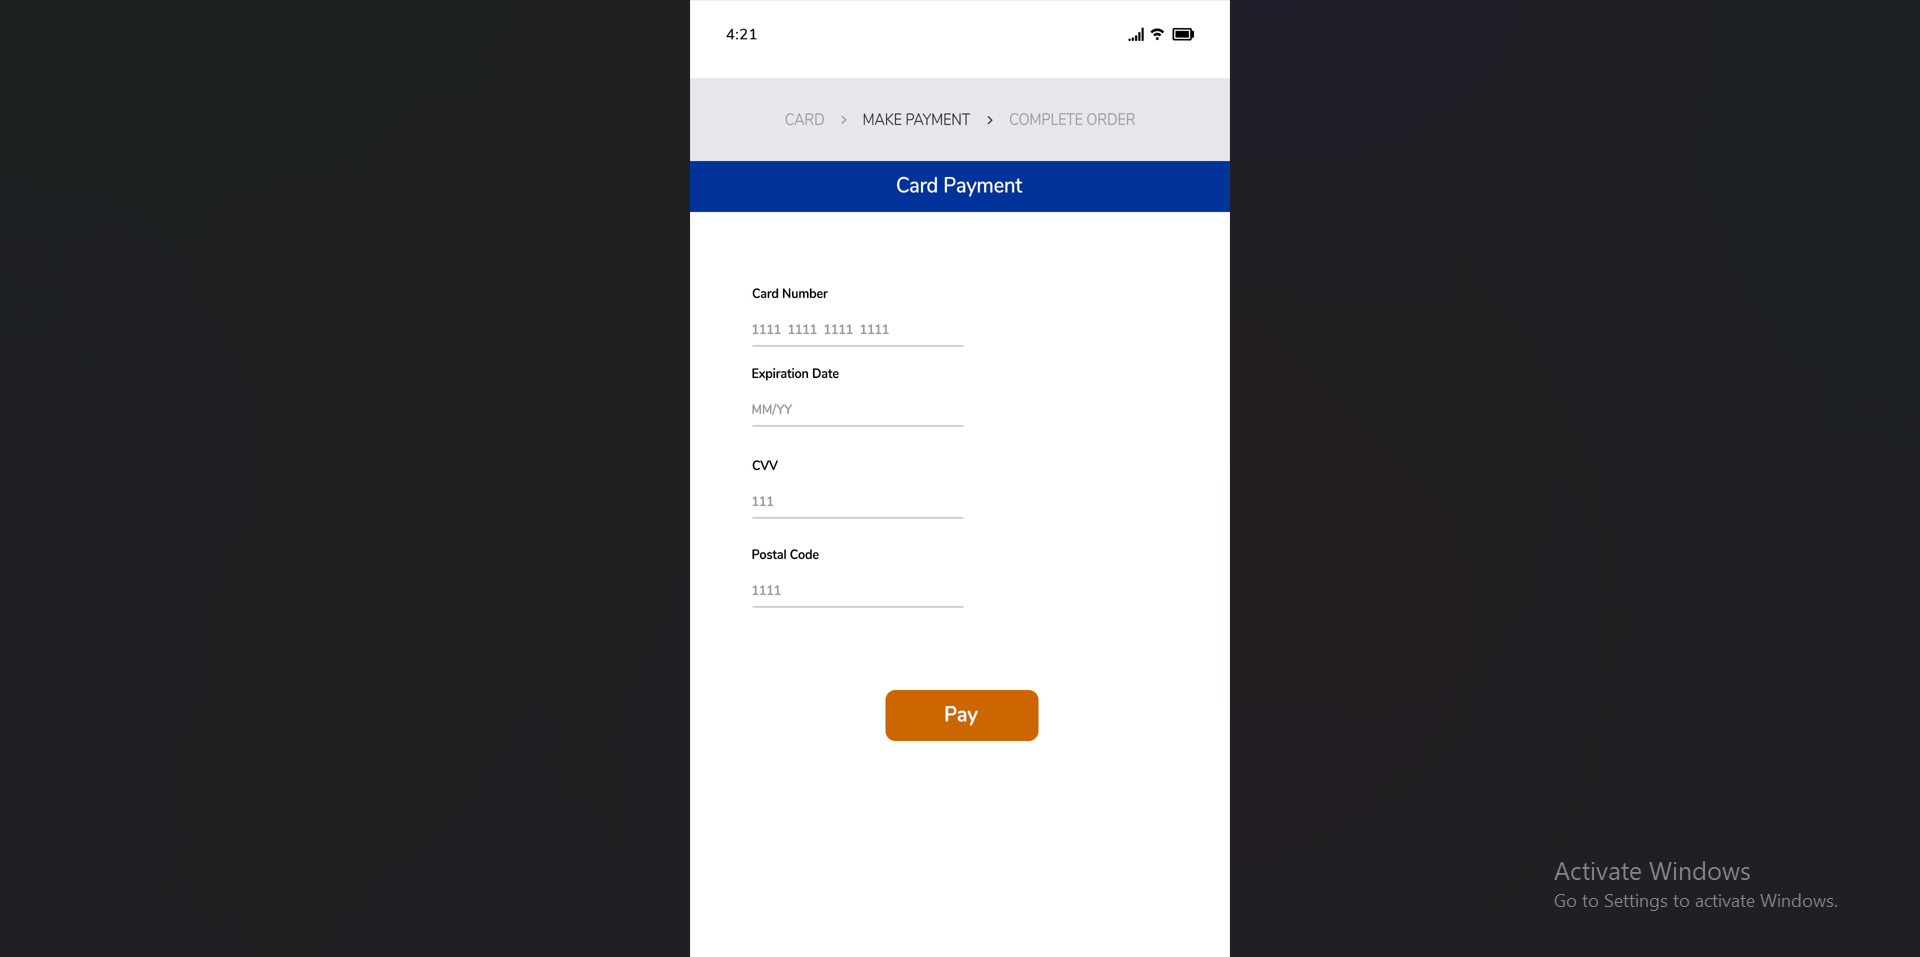 4:21
CARD > MAKE PAYMENT > COMPLETE ORDER
Card Payment
Card Number
1111 1111 1111 1111
Expiration Date
MM/YY
CVV
111
Postal Code
1111
Pay
Activate Windows
Go to Settings to activate Windows.